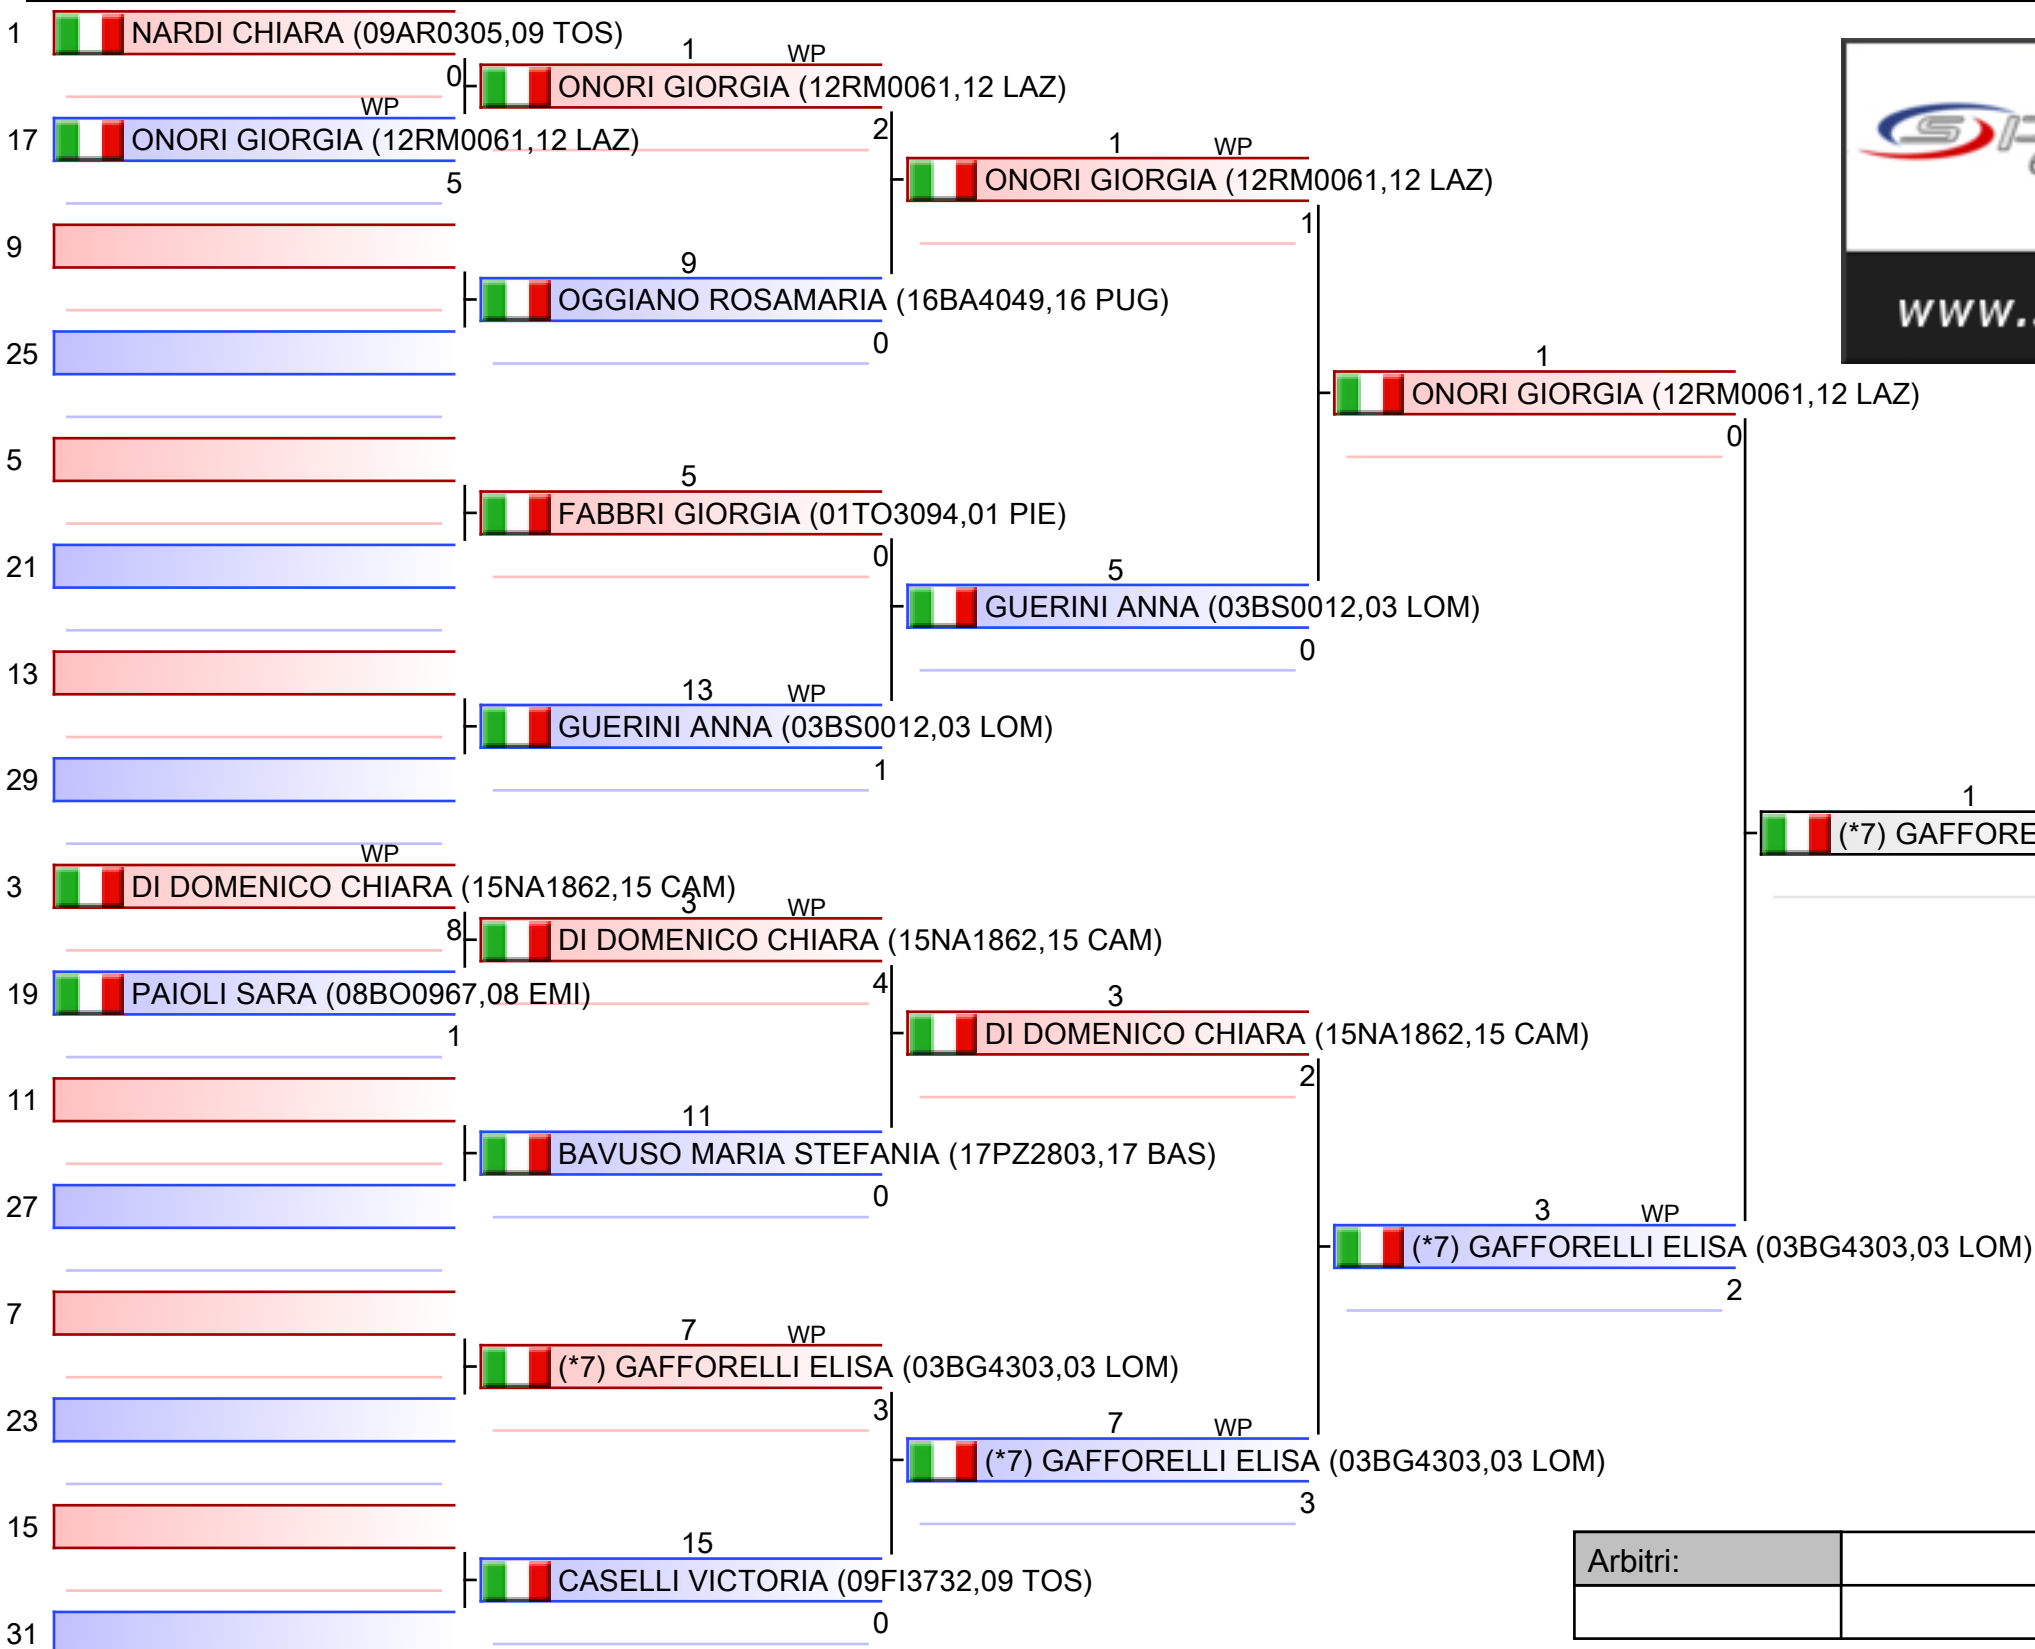 1 NARDI CHIARA (09AR0305,09 TOS)
0
1 WP
ONORI GIORGIA (12RM0061,12 LAZ)
2
WP
17 ONORI GIORGIA (12RM0061,12 LAZ)
5
1 WP
ONORI GIORGIA (12RM0061,12 LAZ)
1
9
9
OGGIANO ROSAMARIA (16BA4049,16 PUG)
0
25
www.
1
ONORI GIORGIA (12RM0061,12 LAZ)
0
5
5
FABBRI GIORGIA (01TO3094,01 PIE)
0
21
5
GUERINI ANNA (03BS0012,03 LOM)
0
13
13 WP
GUERINI ANNA (03BS0012,03 LOM)
1
29
1
(*7) GAFFORE
WP
3 DI DOMENICO CHIARA (15NA1862,15 CAM)
8
3 WP
DI DOMENICO CHIARA (15NA1862,15 CAM)
4
19 PAIOLI SARA (08BO0967,08 EMI)
1
3
DI DOMENICO CHIARA (15NA1862,15 CAM)
2
11
11
BAVUSO MARIA STEFANIA (17PZ2803,17 BAS)
0
27
3 WP
(*7) GAFFORELLI ELISA (03BG4303,03 LOM)
2
7
7 WP
(*7) GAFFORELLI ELISA (03BG4303,03 LOM)
3
23
7 WP
(*7) GAFFORELLI ELISA (03BG4303,03 LOM)
3
15
15
CASELLI VICTORIA (09FI3732,09 TOS)
0
31
Arbitri: